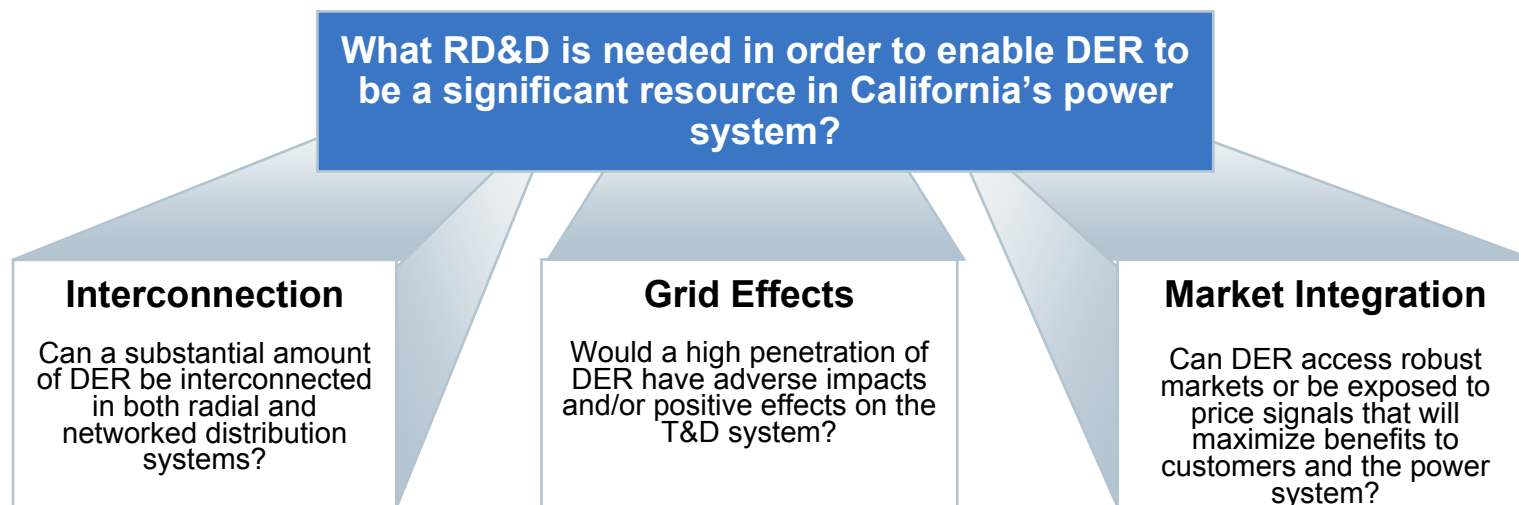 What RD&D is needed in order to enable DER to
be a significant resource in California’s power
system?
Interconnection
Can a substantial amount
of DER be interconnected
in both radial and
networked distribution
systems?
Grid Effects
Would a high penetration of
DER have adverse impacts
and/or positive effects on the
T&D system?
Market Integration
Can DER access robust
markets or be exposed to
price signals that will
maximize benefits to
customers and the power
system?